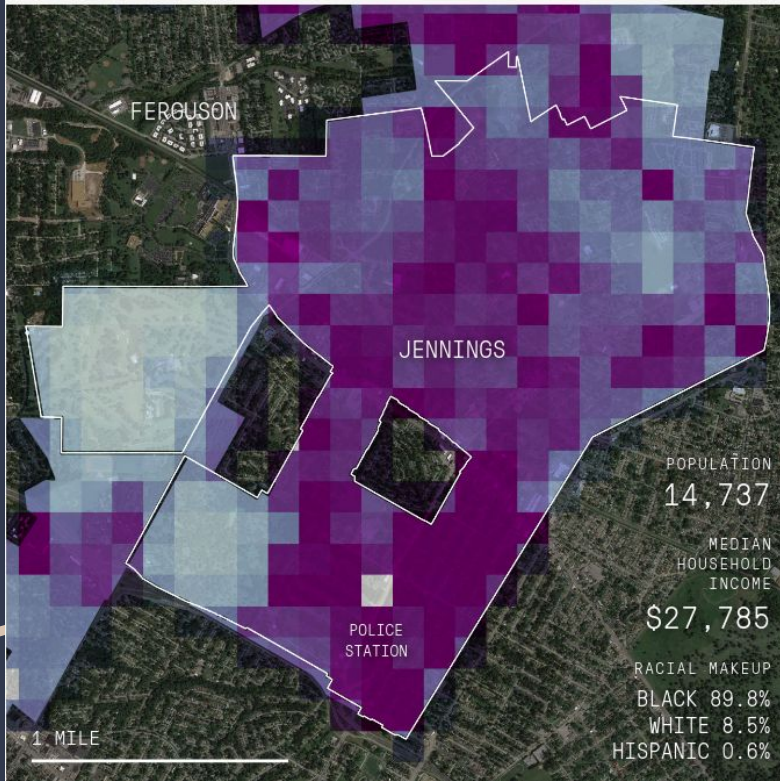 FERGUSON
JENNINGS
POPULATION
14,737
MEDIAN
HOUSEHOLD
INCOME
$27,785
POLICE
STATION
RACIAL MAKEUP
BLACK 89.8%
WHITE 8.5%
HISPANIC 0.6%
1 MILE